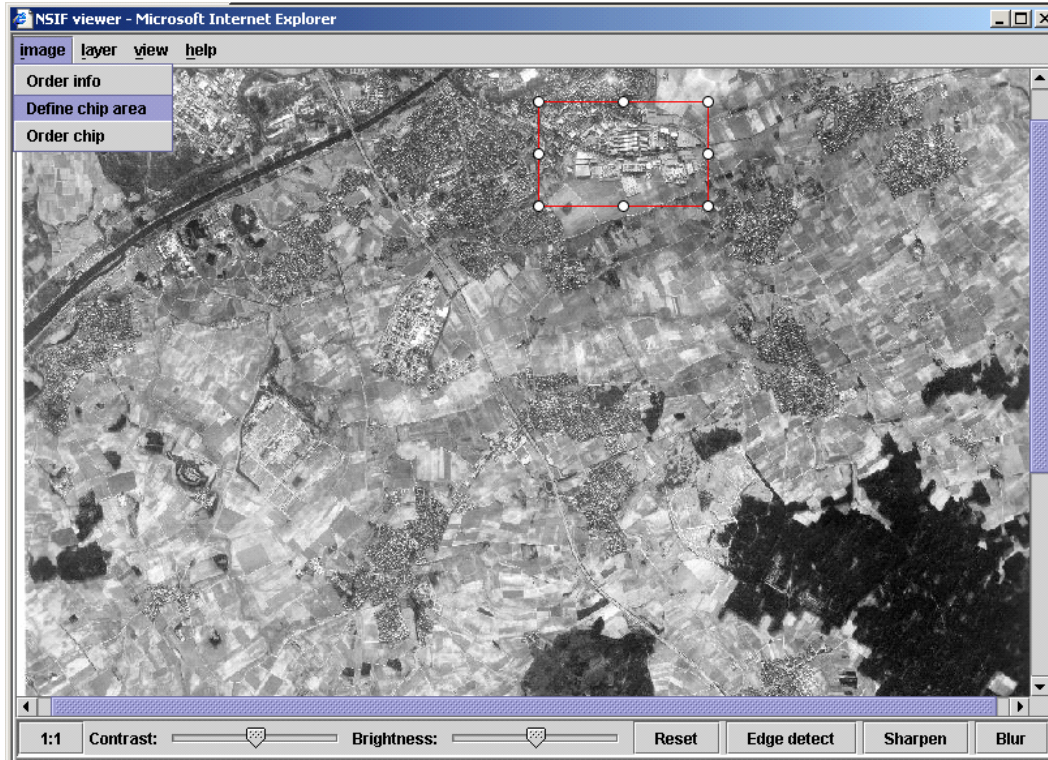 NSIF viewer - Microsoft Internet Explorer
image layer view help
Order info
Define chip area
Order chip
1:1 Contrast: Brightness: Reset Edge detect Sharpen Blur